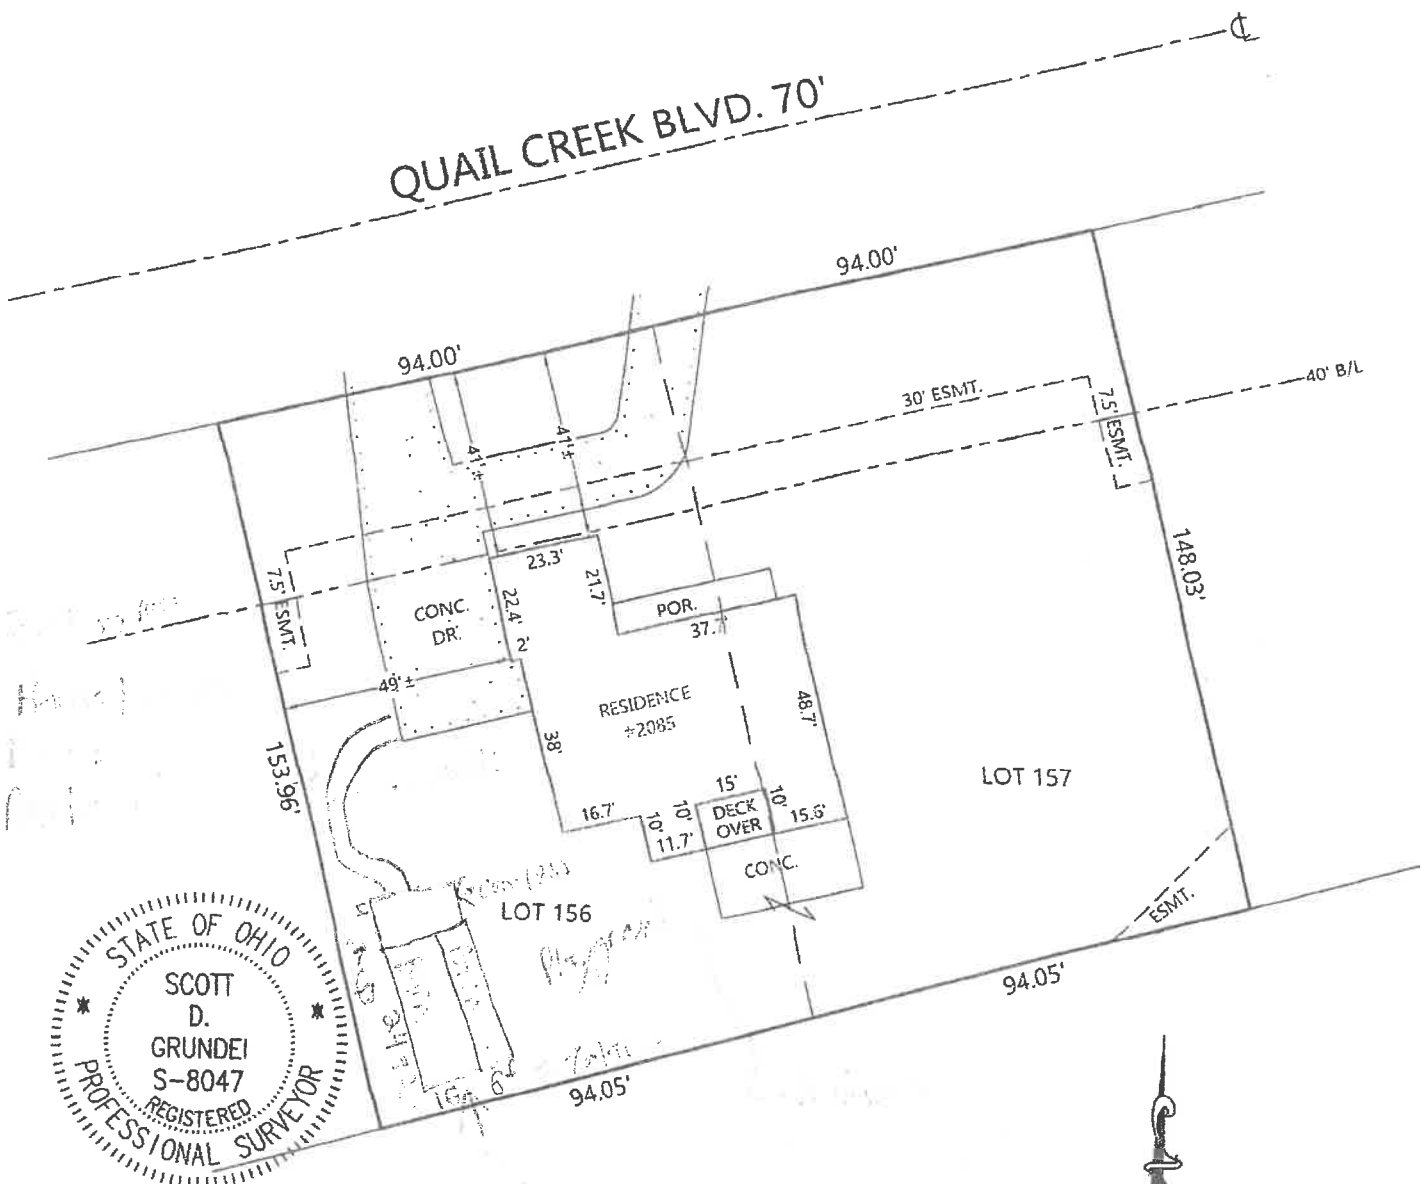 ℄
QUAIL CREEK BLVD. 70'
94.00'
94.00'
40' B/L
30' ESMT.
7.5' ESMT.
41'±
41'±
23.3'
21.7'
22.4'
2'
7.5' ESMT.
CONC.
DR.
POR.
37.7'
148.03'
49'±
RESIDENCE
±2085
48.7'
38'
153.96'
LOT 157
15'
16.7'
10'
11.7'
10'
DECK
OVER
10'
15.6'
CONC.
LOT 156
ESMT.
94.05'
94.05'
STATE OF OHIO
SCOTT
D.
GRUNDEI
S-8047
REGISTERED
PROFESSIONAL SURVEYOR